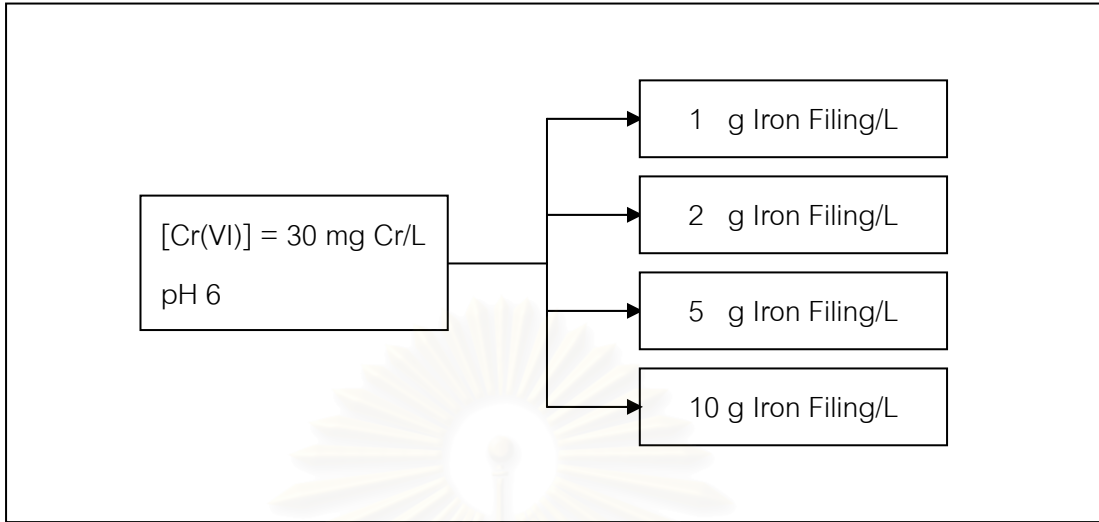 [Cr(VI)] = 30 mg Cr/L
pH 6
1 g Iron Filing/L
2 g Iron Filing/L
5 g Iron Filing/L
10 g Iron Filing/L